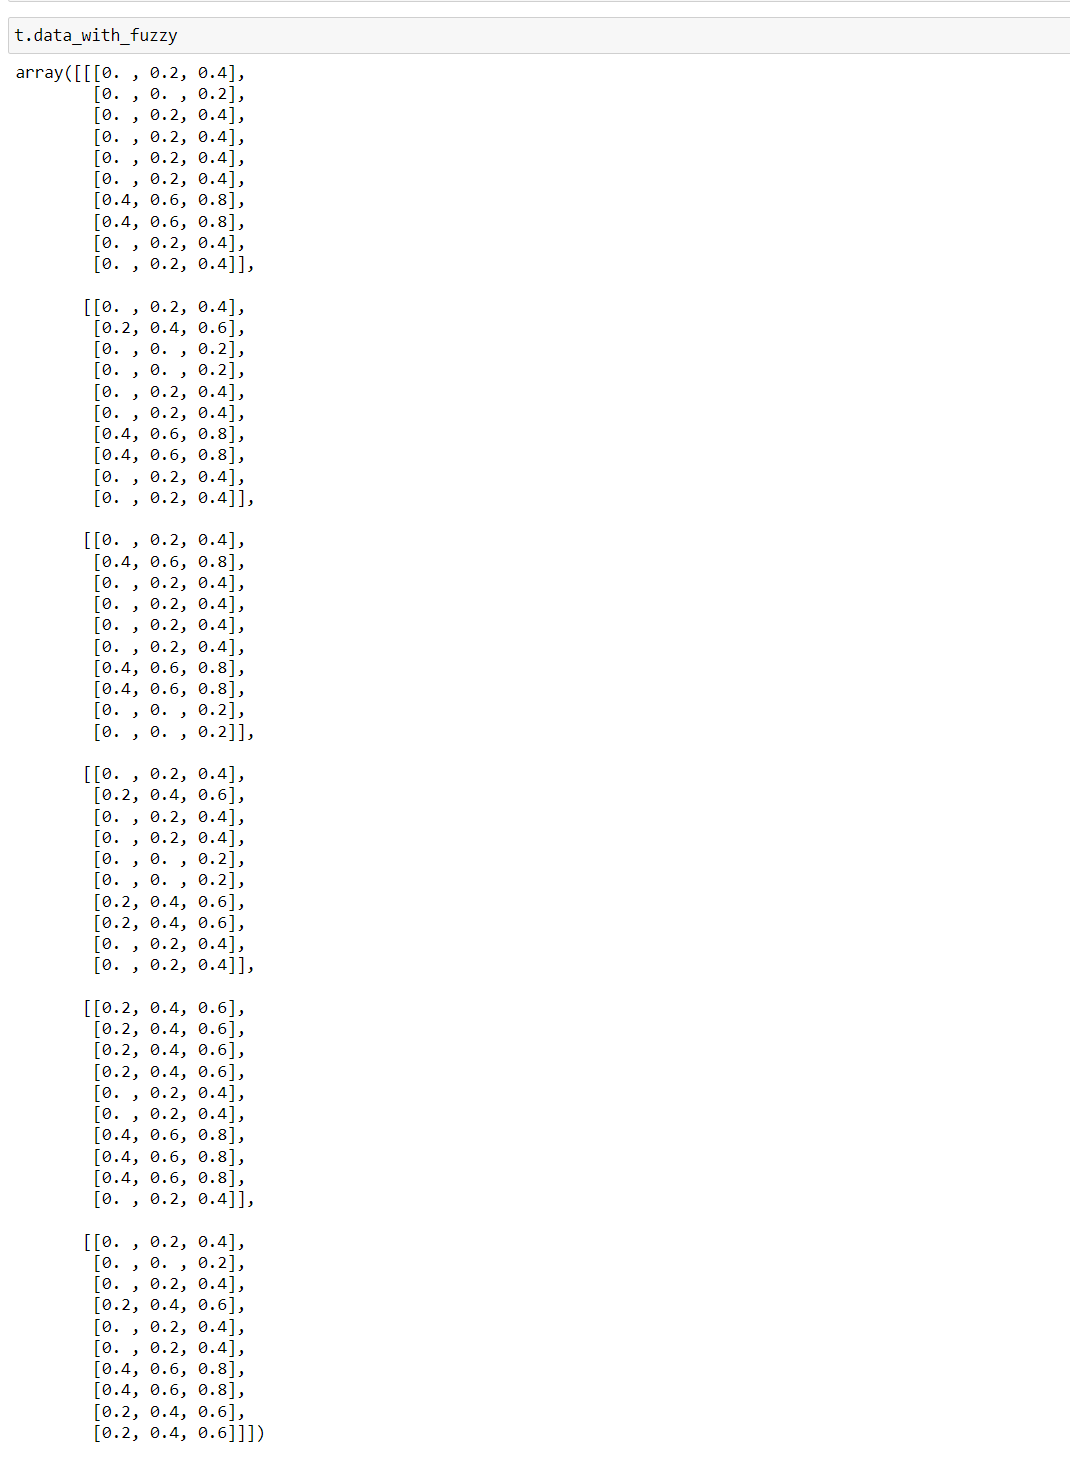 t.data_with_fuzzy
array([[[0. , 0.2, 0.4],
        [0. , 0. , 0.2],
        [0. , 0.2, 0.4],
        [0. , 0.2, 0.4],
        [0. , 0.2, 0.4],
        [0. , 0.2, 0.4],
        [0.4, 0.6, 0.8],
        [0.4, 0.6, 0.8],
        [0. , 0.2, 0.4],
        [0. , 0.2, 0.4]],

       [[0. , 0.2, 0.4],
        [0.2, 0.4, 0.6],
        [0. , 0. , 0.2],
        [0. , 0. , 0.2],
        [0. , 0.2, 0.4],
        [0. , 0.2, 0.4],
        [0.4, 0.6, 0.8],
        [0.4, 0.6, 0.8],
        [0. , 0.2, 0.4],
        [0. , 0.2, 0.4]],

       [[0. , 0.2, 0.4],
        [0.4, 0.6, 0.8],
        [0. , 0.2, 0.4],
        [0. , 0.2, 0.4],
        [0. , 0.2, 0.4],
        [0. , 0.2, 0.4],
        [0.4, 0.6, 0.8],
        [0.4, 0.6, 0.8],
        [0. , 0. , 0.2],
        [0. , 0. , 0.2]],

       [[0. , 0.2, 0.4],
        [0.2, 0.4, 0.6],
        [0. , 0.2, 0.4],
        [0. , 0.2, 0.4],
        [0. , 0. , 0.2],
        [0. , 0. , 0.2],
        [0.2, 0.4, 0.6],
        [0.2, 0.4, 0.6],
        [0. , 0.2, 0.4],
        [0. , 0.2, 0.4]],

       [[0.2, 0.4, 0.6],
        [0.2, 0.4, 0.6],
        [0.2, 0.4, 0.6],
        [0.2, 0.4, 0.6],
        [0. , 0.2, 0.4],
        [0. , 0.2, 0.4],
        [0.4, 0.6, 0.8],
        [0.4, 0.6, 0.8],
        [0.4, 0.6, 0.8],
        [0. , 0.2, 0.4]],

       [[0. , 0.2, 0.4],
        [0. , 0. , 0.2],
        [0. , 0.2, 0.4],
        [0.2, 0.4, 0.6],
        [0. , 0.2, 0.4],
        [0. , 0.2, 0.4],
        [0.4, 0.6, 0.8],
        [0.4, 0.6, 0.8],
        [0.2, 0.4, 0.6],
        [0.2, 0.4, 0.6]]])